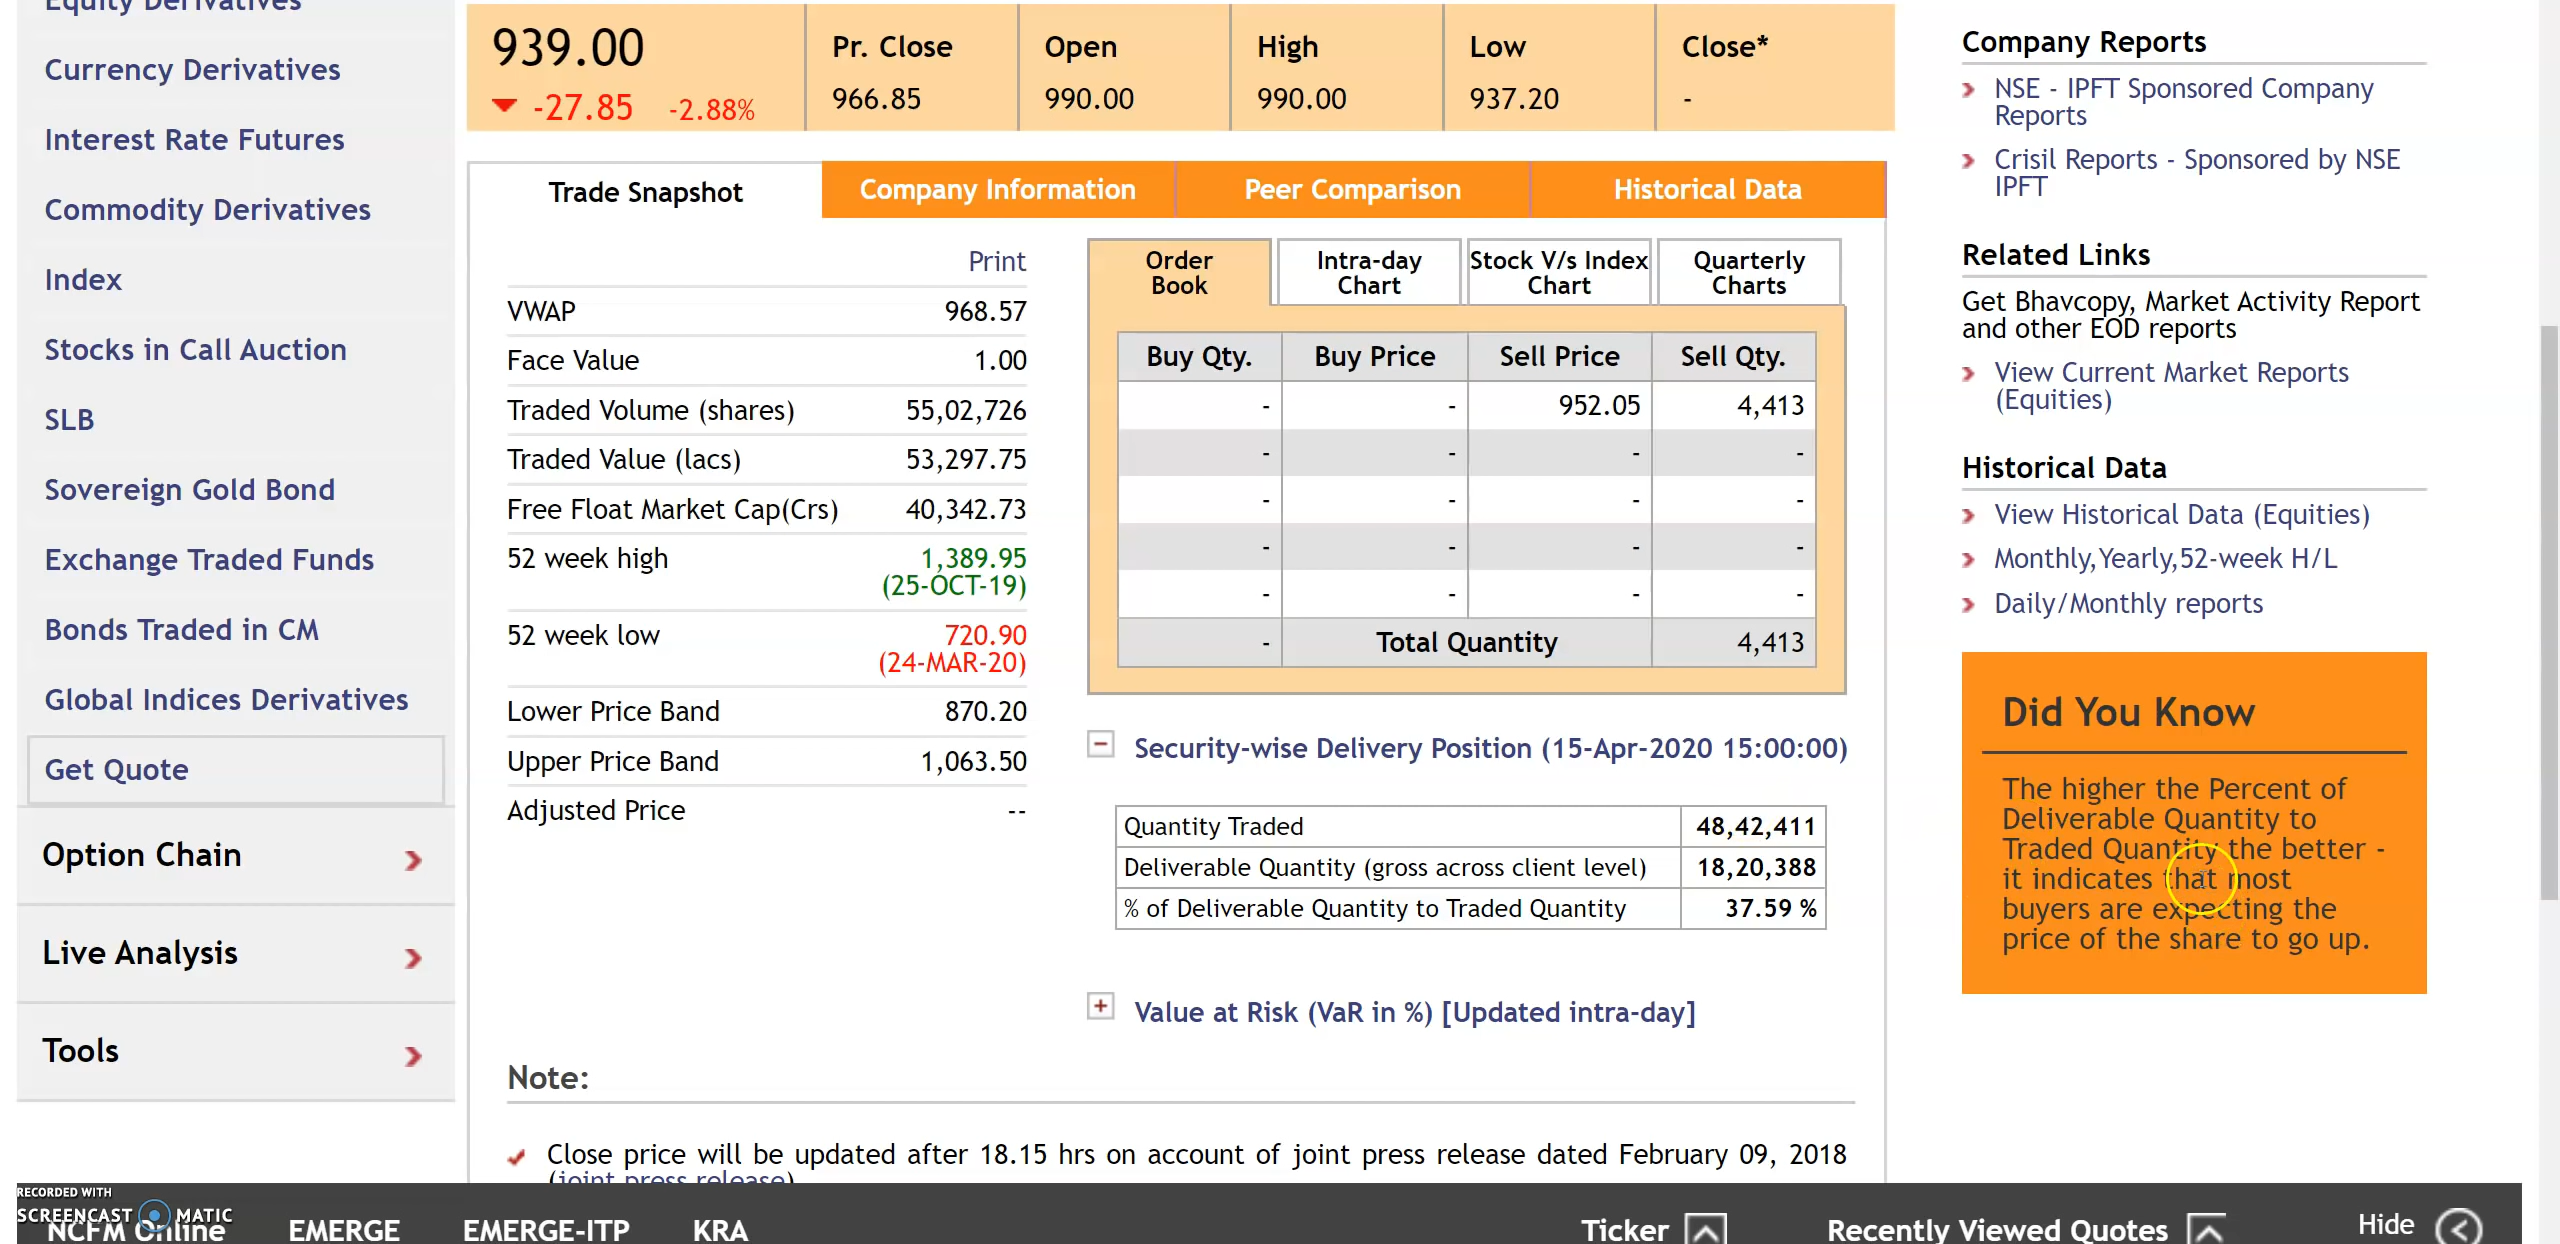 Equity Derivatives
Currency Derivatives
Interest Rate Futures
Commodity Derivatives
Index
Stocks in Call Auction
SLB
Sovereign Gold Bond
Exchange Traded Funds
Bonds Traded in CM
Global Indices Derivatives
Get Quote
Option Chain
Live Analysis
Tools
939.00
-27.85 -2.88%
Pr. Close Open High Low Close*
966.85 990.00 990.00 937.20 -
Trade Snapshot Company Information Peer Comparison Historical Data
Print
VWAP 968.57
Face Value 1.00
Traded Volume (shares) 55,02,726
Traded Value (lacs) 53,297.75
Free Float Market Cap(Crs) 40,342.73
52 week high 1,389.95
(25-OCT-19)
52 week low 720.90
(24-MAR-20)
Lower Price Band 870.20
Upper Price Band 1,063.50
Adjusted Price --
Order Book Intra-day Chart Stock V/s Index Chart Quarterly Charts
Buy Qty. Buy Price Sell Price Sell Qty.
- - 952.05 4,413
- - - -
- - - -
- - - -
- - - -
- Total Quantity 4,413
Security-wise Delivery Position (15-Apr-2020 15:00:00)
Quantity Traded 48,42,411
Deliverable Quantity (gross across client level) 18,20,388
% of Deliverable Quantity to Traded Quantity 37.59 %
Value at Risk (VaR in %) [Updated intra-day]
Note:
Close price will be updated after 18.15 hrs on account of joint press release dated February 09, 2018
(joint press release)
Company Reports
NSE - IPFT Sponsored Company
Reports
Crisil Reports - Sponsored by NSE
IPFT
Related Links
Get Bhavcopy, Market Activity Report
and other EOD reports
View Current Market Reports
(Equities)
Historical Data
View Historical Data (Equities)
Monthly,Yearly,52-week H/L
Daily/Monthly reports
Did You Know
The higher the Percent of
Deliverable Quantity to
Traded Quantity the better -
it indicates that most
buyers are expecting the
price of the share to go up.
RECORDED WITH
SCREENCAST MATIC
NCFM Online EMERGE EMERGE-ITP KRA Ticker Recently Viewed Quotes Hide